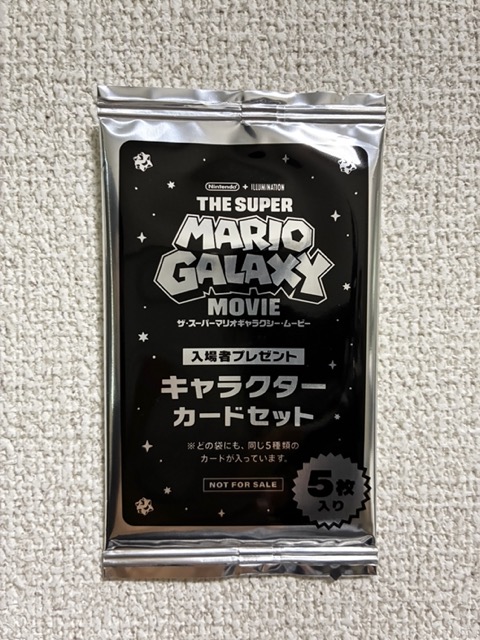 Nintendo + ILLUMINATION
THE SUPER
MARIO
GALAXY
MOVIE
ザ・スーパーマリオギャラクシー・ムービー
入場者プレゼント
キャラクター
カードセット
※どの袋にも、同じ5種類の
カードが入っています。
NOT FOR SALE
5枚
入り